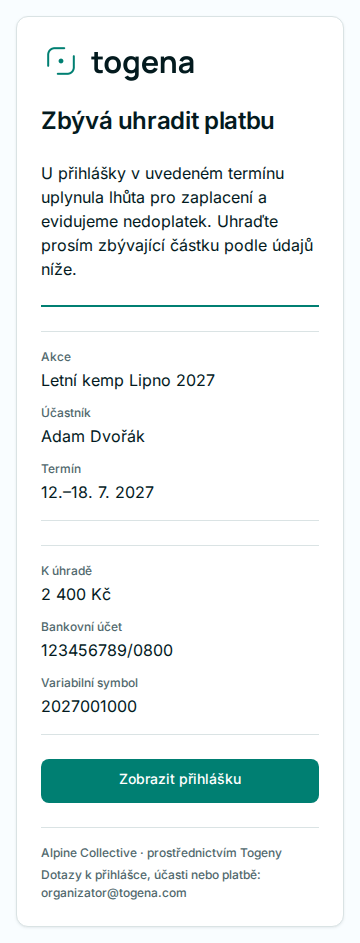 togena
Zbývá uhradit platbu
U přihlášky v uvedeném termínu
uplynula lhůta pro zaplacení a
evidujeme nedoplatek. Uhraďte
prosím zbývající částku podle údajů
níže.
Akce
Letní kemp Lipno 2027
Účastník
Adam Dvořák
Termín
12.–18. 7. 2027
K úhradě
2 400 Kč
Bankovní účet
123456789/0800
Variabilní symbol
2027001000
Zobrazit přihlášku
Alpine Collective · prostřednictvím Togeny
Dotazy k přihlášce, účasti nebo platbě:
organizator@togena.com